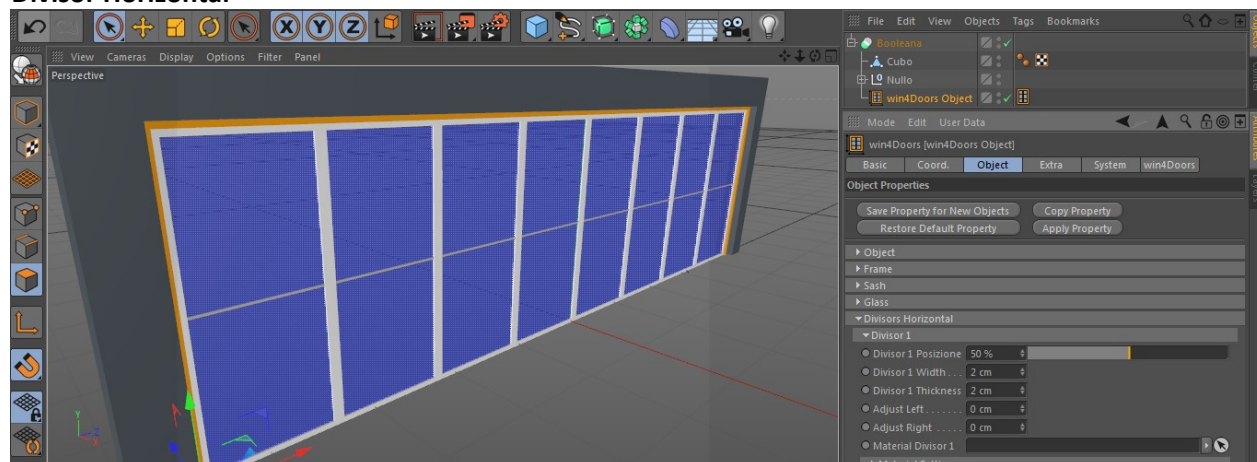 Divisor Horizontal
X Y Z
File Edit View Objects Tags Bookmarks
View Cameras Display Options Filter Panel
Perspective
Booleana
Cubo
Nullo
win4Doors Object
Mode Edit User Data
win4Doors [win4Doors Object]
Basic Coord. Object Extra System win4Doors
Object Properties
Save Property for New Objects Copy Property
Restore Default Property Apply Property
Object
Frame
Sash
Glass
Divisors Horizontal
Divisor 1
Divisor 1 Posizione 50 %
Divisor 1 Width . . . 2 cm
Divisor 1 Thickness 2 cm
Adjust Left . . . . . . . 0 cm
Adjust Right . . . . . 0 cm
Material Divisor 1
Y
Z
X